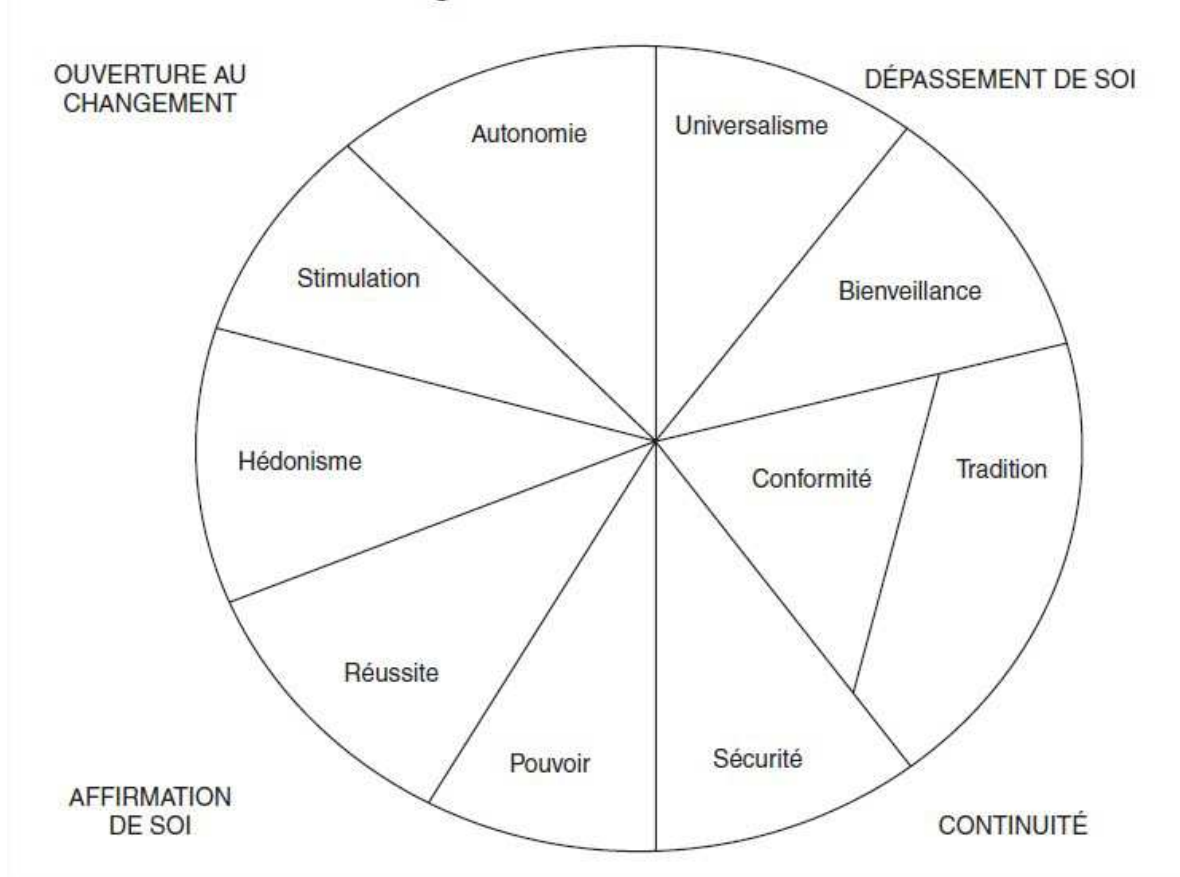 OUVERTURE AU
CHANGEMENT
DÉPASSEMENT DE SOI
Autonomie
Universalisme
Stimulation
Bienveillance
Hédonisme
Conformité
Tradition
Réussite
Pouvoir
Sécurité
AFFIRMATION
DE SOI
CONTINUITÉ